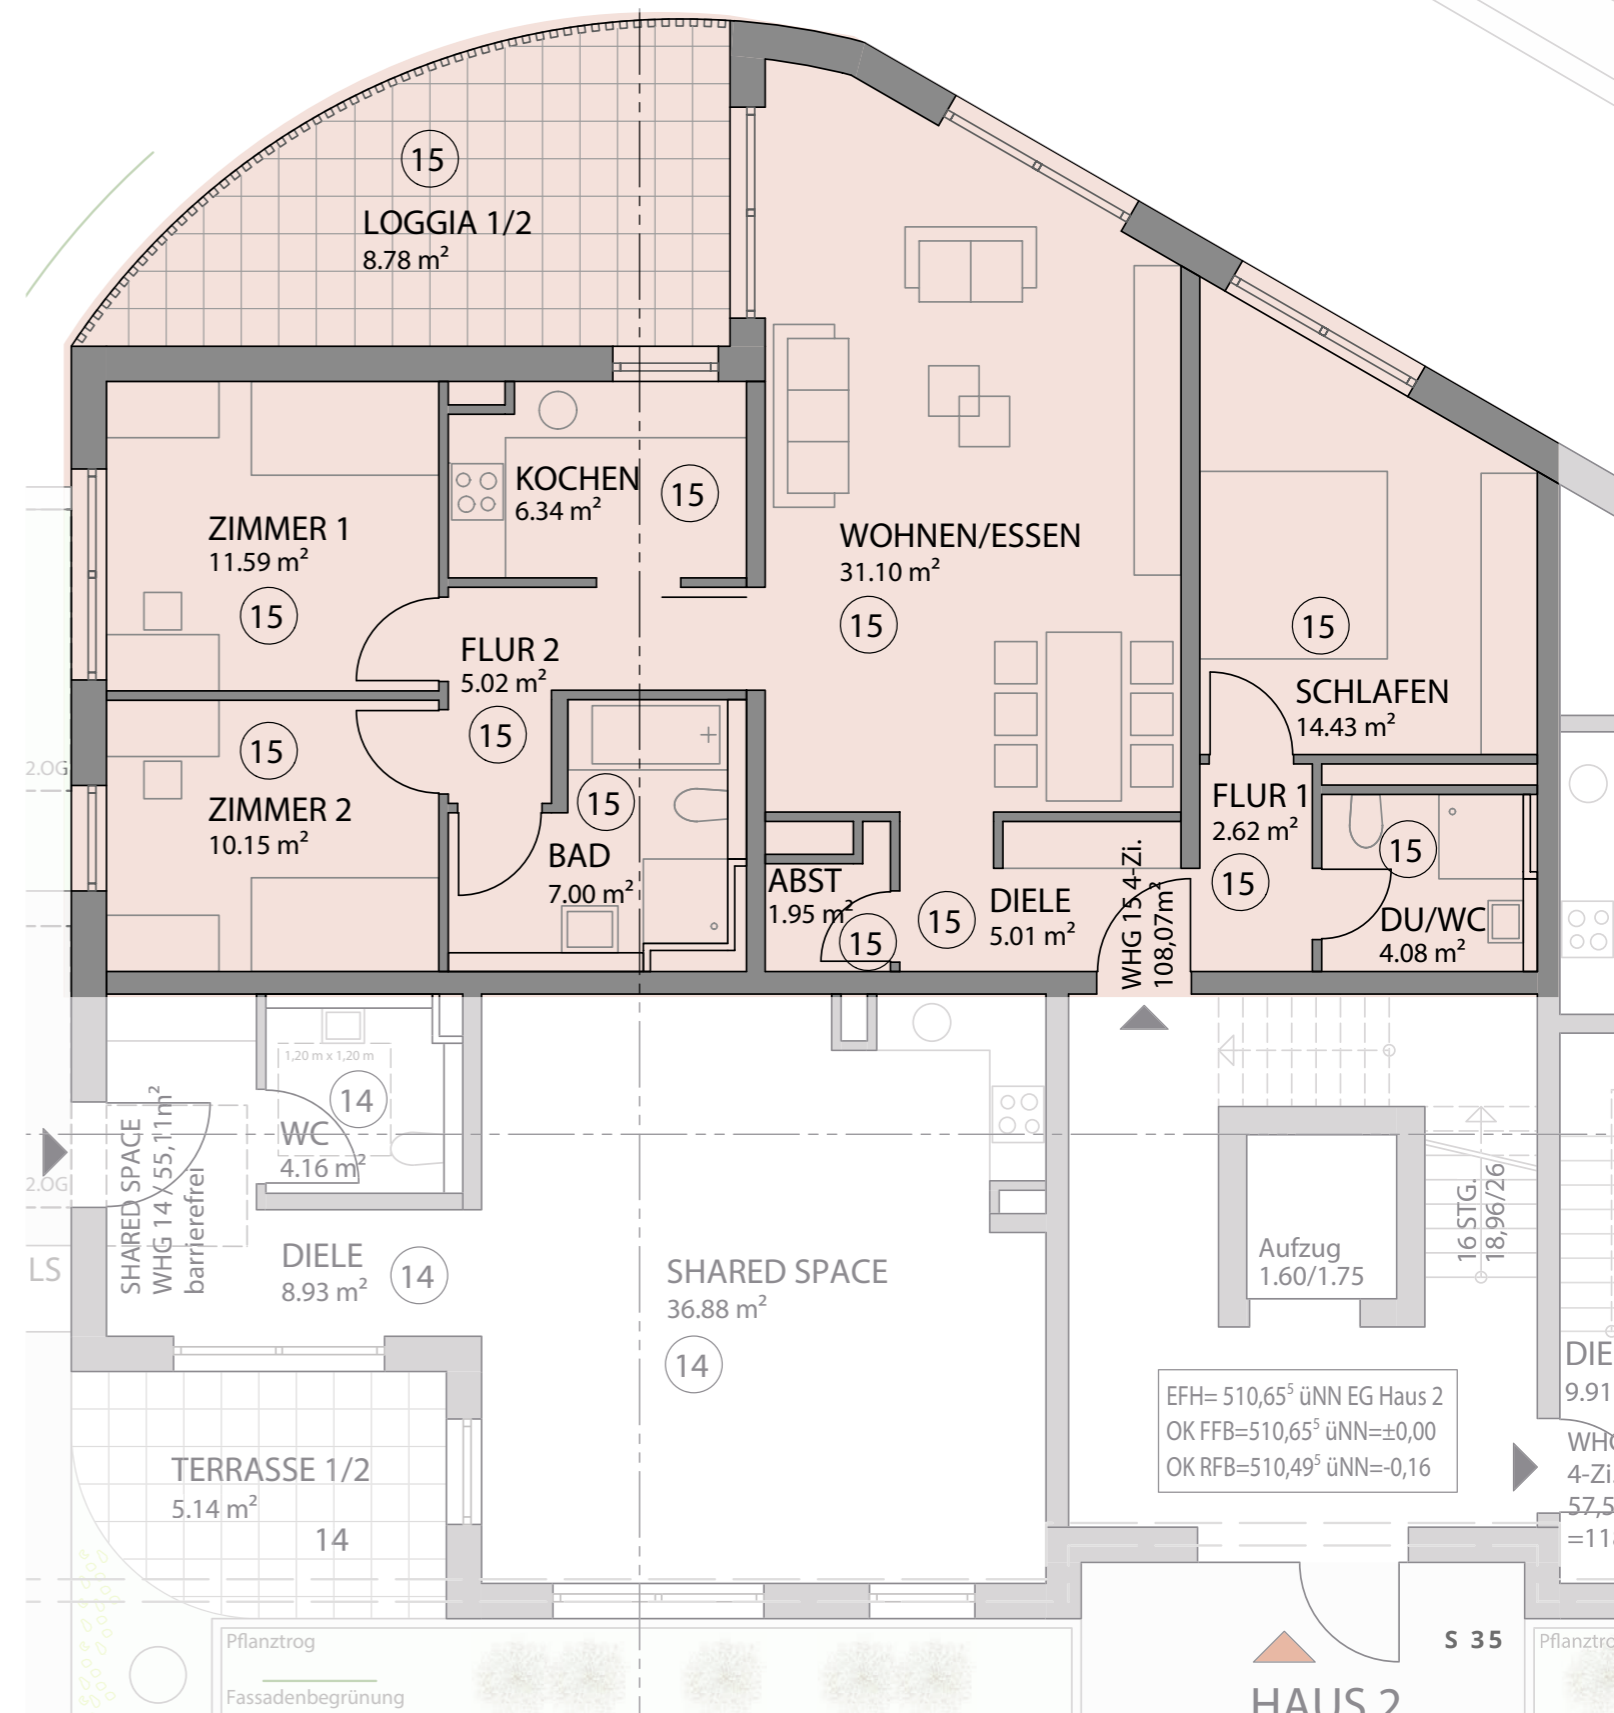 15
LOGGIA 1/2
8.78 m²
KOCHEN
6.34 m²
15
ZIMMER 1
11.59 m²
15
WOHNEN/ESSEN
31.10 m²
15
15
SCHLAFEN
14.43 m²
FLUR 2
5.02 m²
15
15
ZIMMER 2
10.15 m²
15
BAD
7.00 m²
ABST
1.95 m²
15
15
DIELE
5.01 m²
WHG 15 4-Zi.
108,07m²
FLUR 1
2.62 m²
15
15
DU/WC
4.08 m²
2.OG
1,20 m x 1,20 m
14
WC
4.16 m²
SHARED SPACE
WHG 14 / 55,11m²
barrierefrei
2.OG
LS
DIELE
8.93 m²
14
SHARED SPACE
36.88 m²
14
Aufzug
1.60/1.75
16 STG.
18,96/26
EFH= 510,65⁵ üNN EG Haus 2
OK FFB=510,65⁵ üNN=±0,00
OK RFB=510,49⁵ üNN=-0,16
DIE
9.91
WHG
4-Zi.
57,5
=118
TERRASSE 1/2
5.14 m²
14
Pflanztrog
Fassadenbegrünung
S 35
Pflanztro
HAUS 2